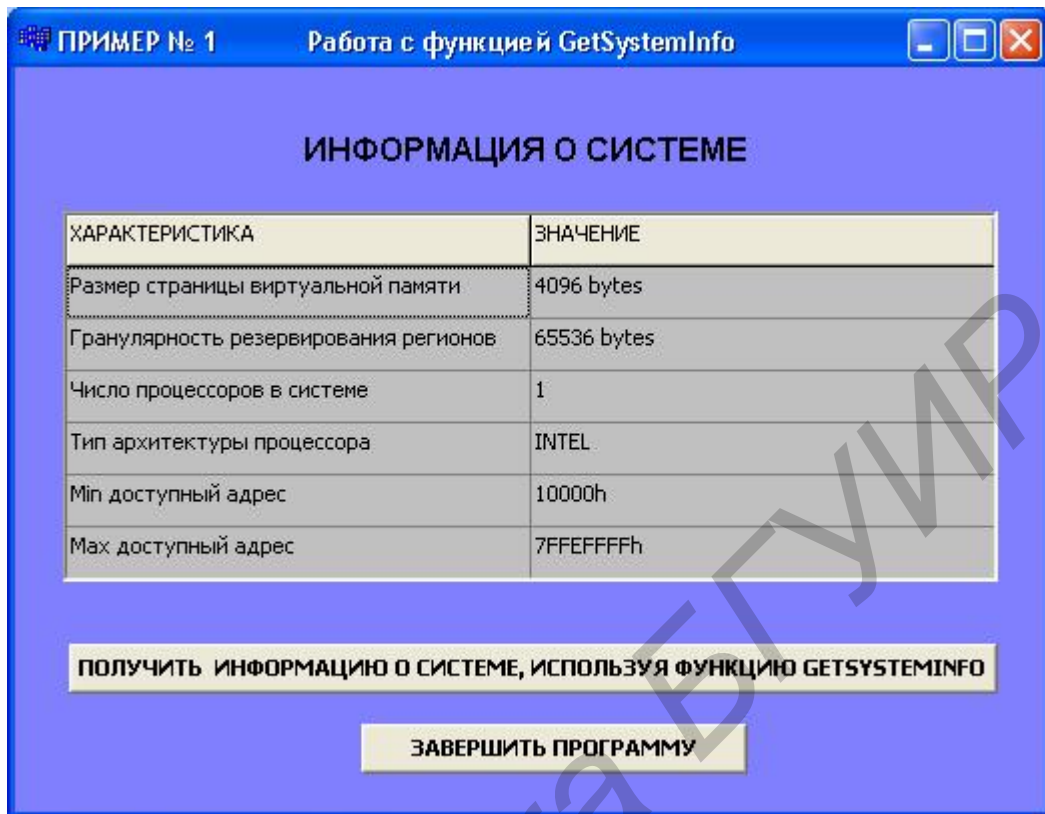 ПРИМЕР № 1 Работа с функцией GetSystemInfo
ИНФОРМАЦИЯ О СИСТЕМЕ
ХАРАКТЕРИСТИКА ЗНАЧЕНИЕ
Размер страницы виртуальной памяти 4096 bytes
Гранулярность резервирования регионов 65536 bytes
Число процессоров в системе 1
Тип архитектуры процессора INTEL
Min доступный адрес 10000h
Max доступный адрес 7FFEFFFFh
ПОЛУЧИТЬ ИНФОРМАЦИЮ О СИСТЕМЕ, ИСПОЛЬЗУЯ ФУНКЦИЮ GETSYSTEMINFO
ЗАВЕРШИТЬ ПРОГРАММУ
БГУИР